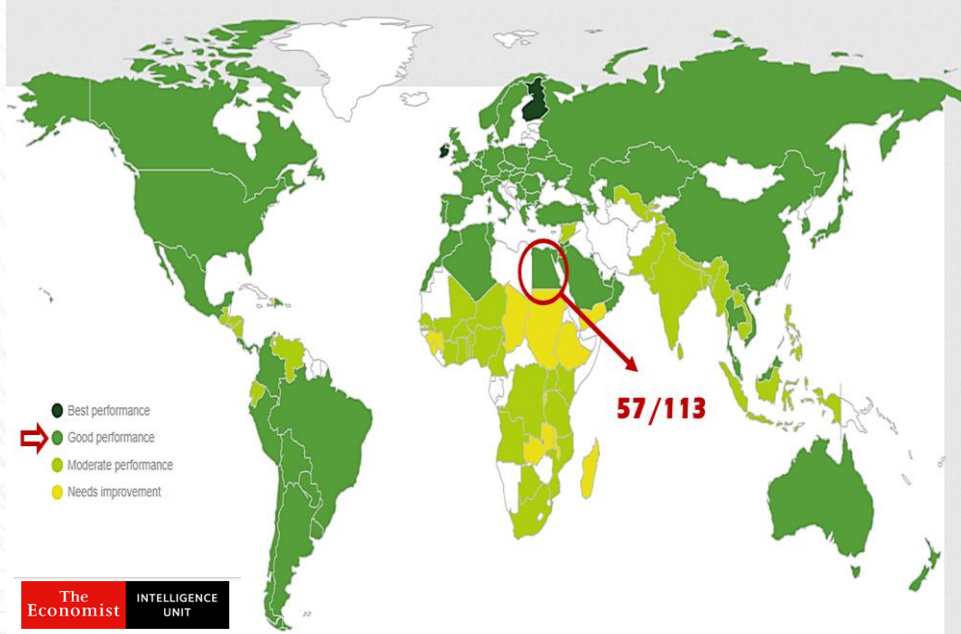 57/113
Best performance
Good performance
Moderate performance
Needs improvement
The
Economist
INTELLIGENCE
UNIT